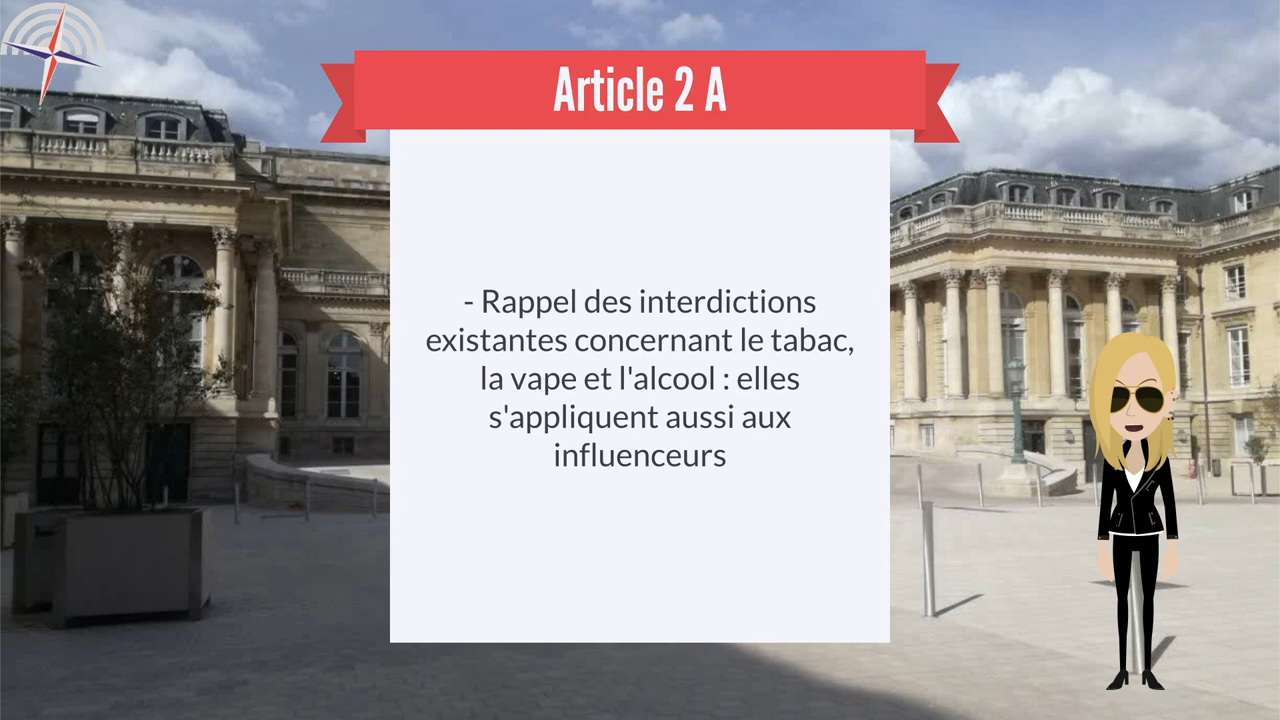 Article 2 A
- Rappel des interdictions
existantes concernant le tabac,
la vape et l'alcool : elles
s'appliquent aussi aux
influenceurs